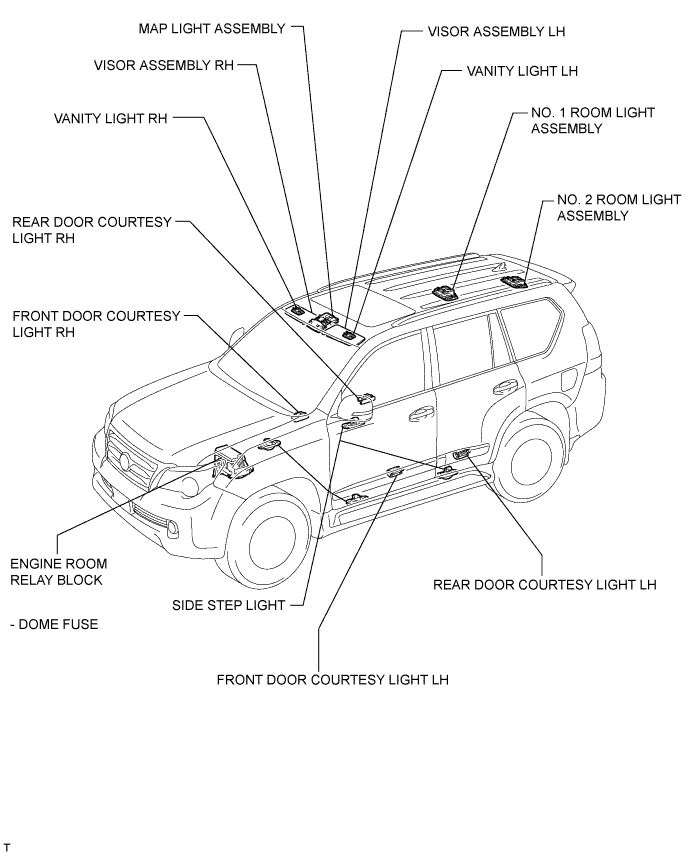 MAP LIGHT ASSEMBLY
VISOR ASSEMBLY LH
VISOR ASSEMBLY RH
VANITY LIGHT LH
VANITY LIGHT RH
NO. 1 ROOM LIGHT
ASSEMBLY
NO. 2 ROOM LIGHT
ASSEMBLY
REAR DOOR COURTESY
LIGHT RH
FRONT DOOR COURTESY
LIGHT RH
ENGINE ROOM
RELAY BLOCK
- DOME FUSE
SIDE STEP LIGHT
REAR DOOR COURTESY LIGHT LH
FRONT DOOR COURTESY LIGHT LH
T